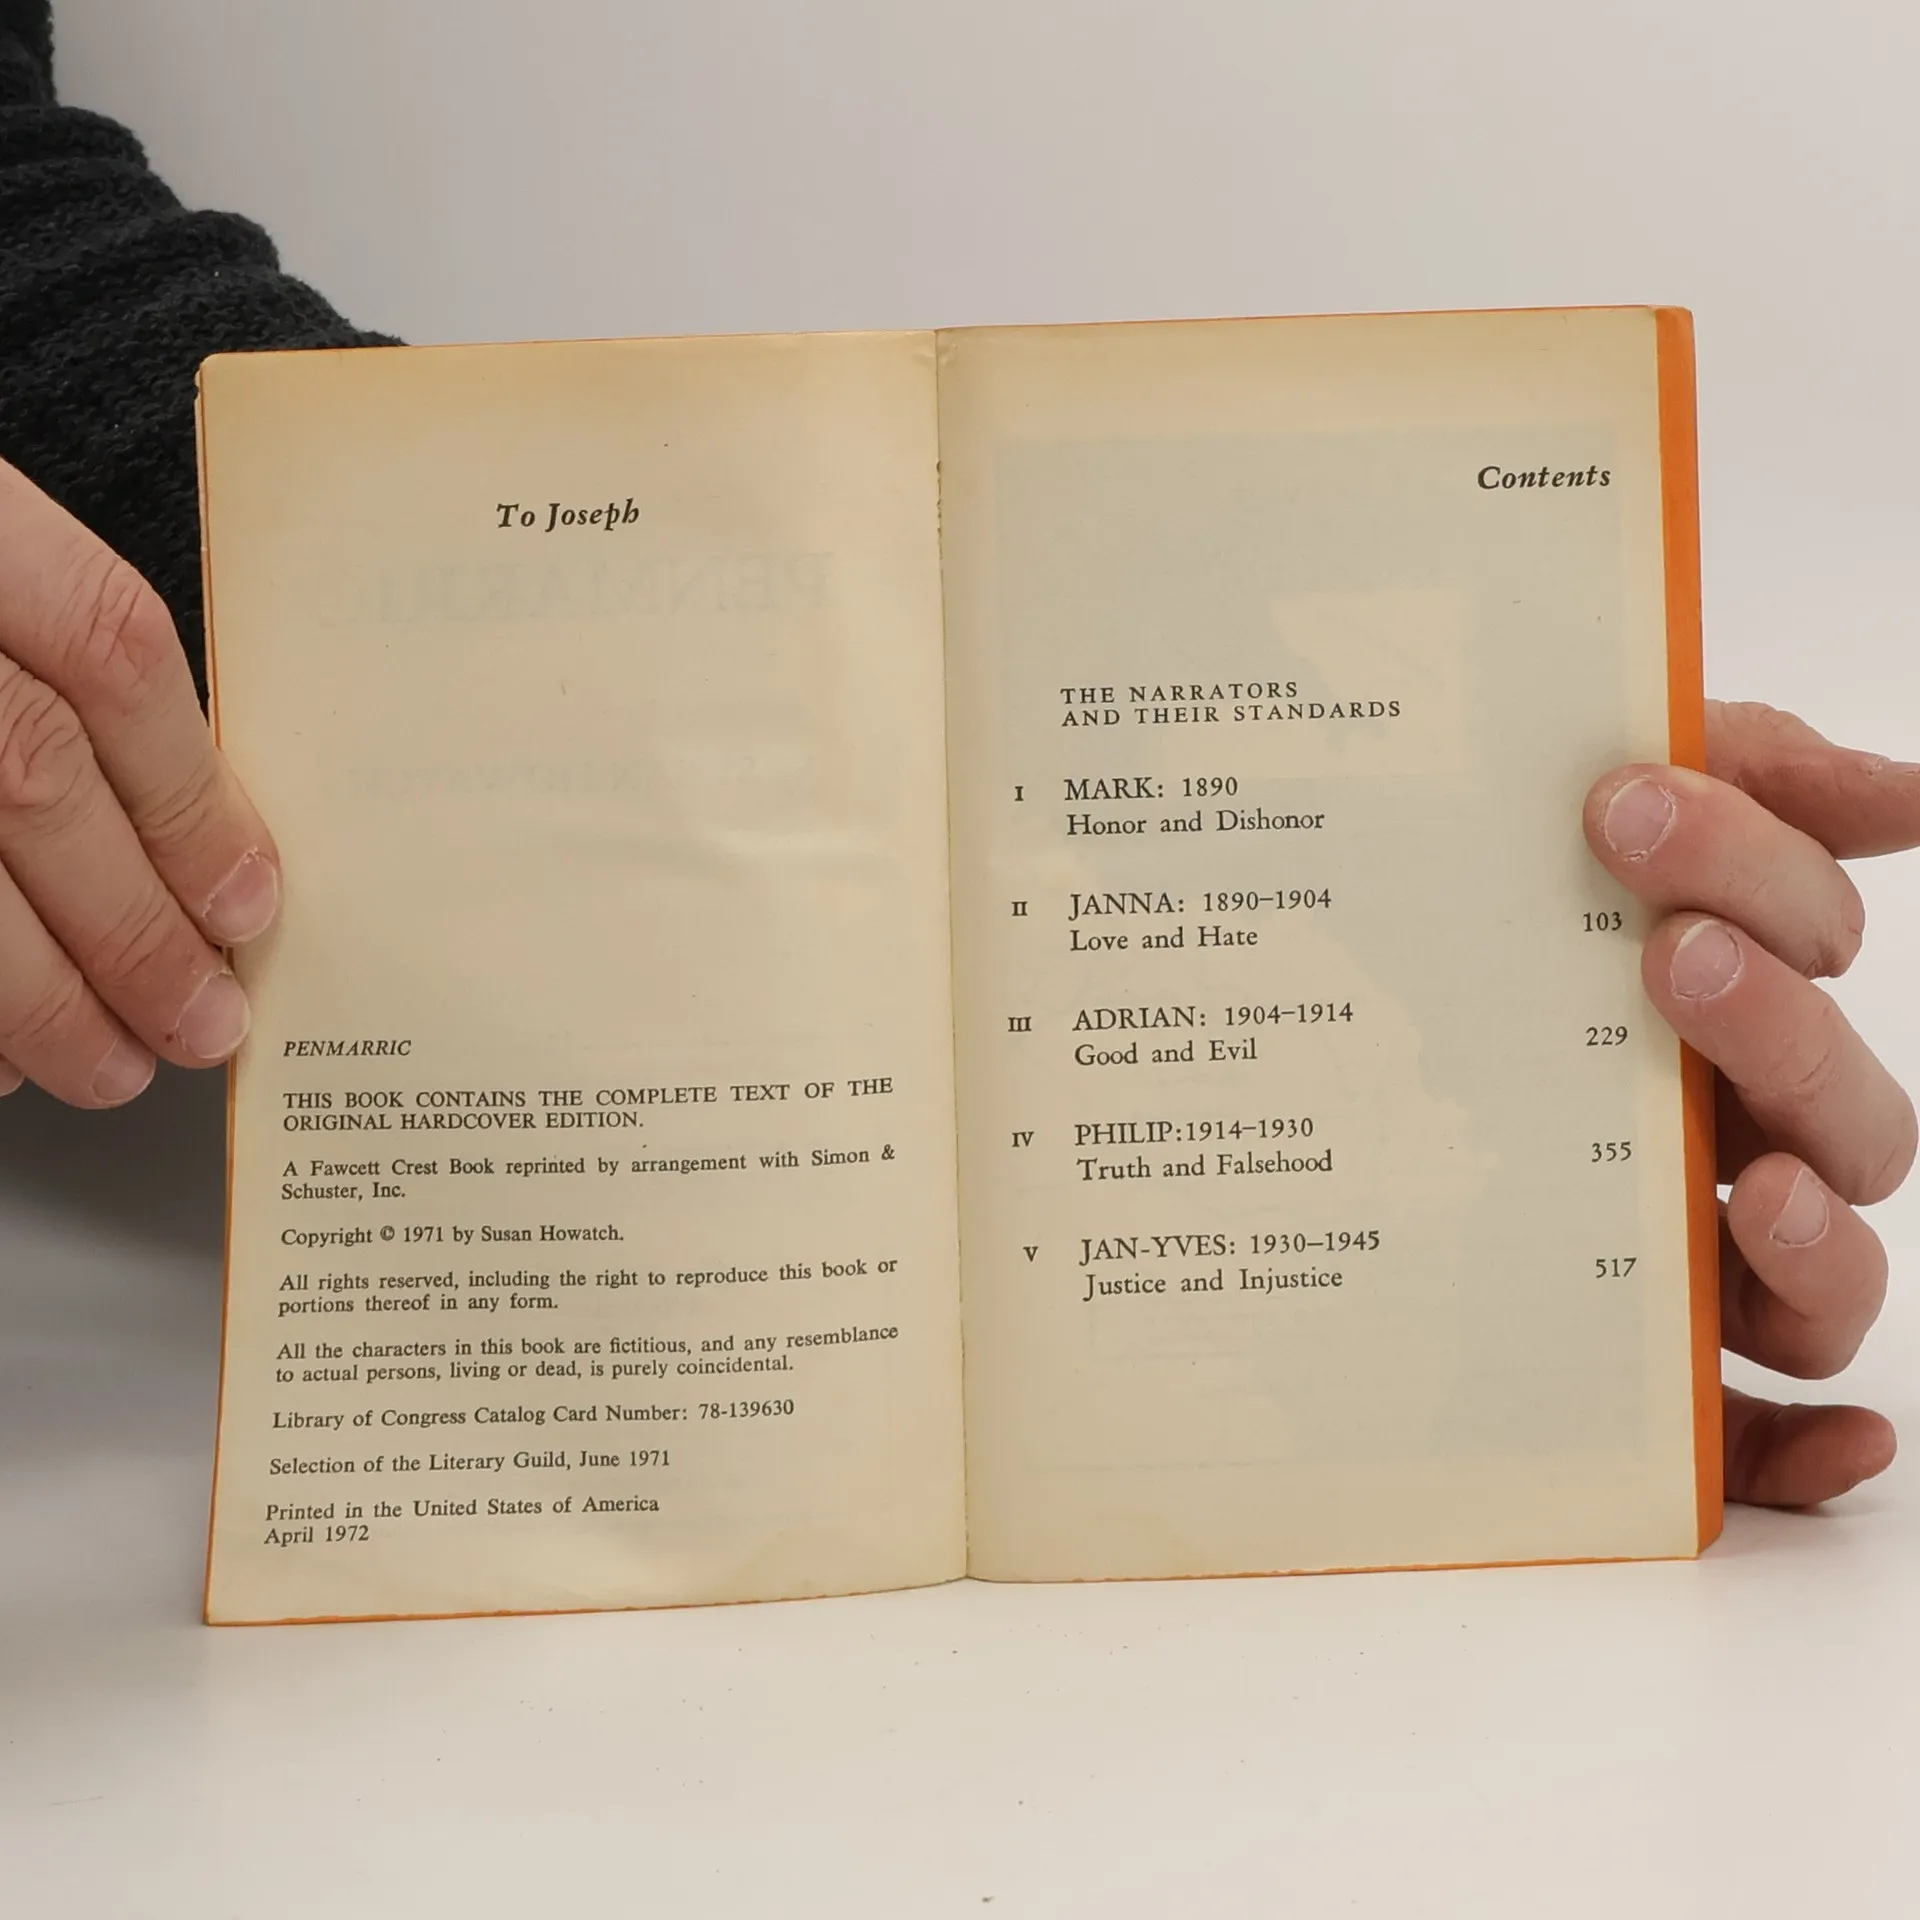 To Joseph
PENMARRIC
THIS BOOK CONTAINS THE COMPLETE TEXT OF THE
ORIGINAL HARDCOVER EDITION.
A Fawcett Crest Book reprinted by arrangement with Simon &
Schuster, Inc.
Copyright © 1971 by Susan Howatch.
All rights reserved, including the right to reproduce this book or
portions thereof in any form.
All the characters in this book are fictitious, and any resemblance
to actual persons, living or dead, is purely coincidental.
Library of Congress Catalog Card Number: 78-139630
Selection of the Literary Guild, June 1971
Printed in the United States of America
April 1972
Contents
THE NARRATORS
AND THEIR STANDARDS
I MARK: 1890
Honor and Dishonor
II JANNA: 1890–1904
Love and Hate 103
III ADRIAN: 1904–1914
Good and Evil 229
IV PHILIP:1914–1930
Truth and Falsehood 355
V JAN-YVES: 1930–1945
Justice and Injustice 517